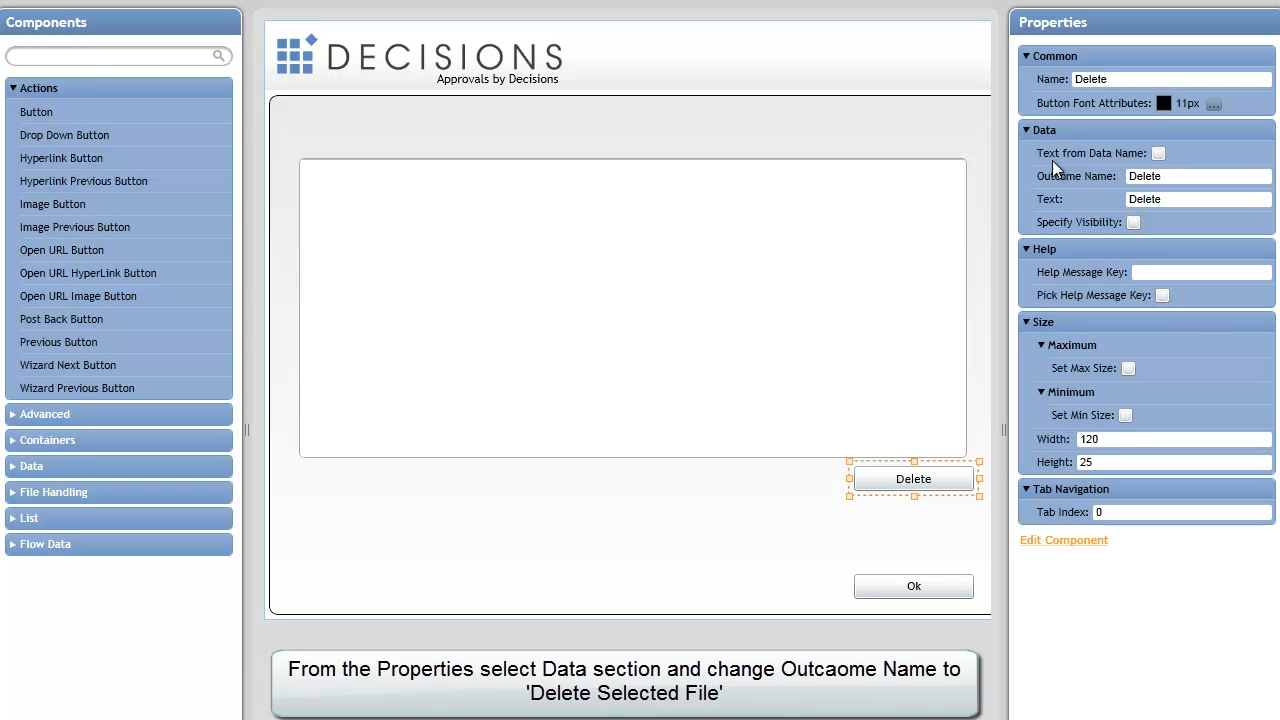 Components
Actions
Button
Drop Down Button
Hyperlink Button
Hyperlink Previous Button
Image Button
Image Previous Button
Open URL Button
Open URL HyperLink Button
Open URL Image Button
Post Back Button
Previous Button
Wizard Next Button
Wizard Previous Button
Advanced
Containers
Data
File Handling
List
Flow Data
DECISIONS
Approvals by Decisions
Delete
Ok
From the Properties select Data section and change Outcaome Name to
'Delete Selected File'
Properties
Common
Name: Delete
Button Font Attributes: 11px ...
Data
Text from Data Name:
Outcome Name: Delete
Text: Delete
Specify Visibility:
Help
Help Message Key:
Pick Help Message Key:
Size
Maximum
Set Max Size:
Minimum
Set Min Size:
Width: 120
Height: 25
Tab Navigation
Tab Index: 0
Edit Component